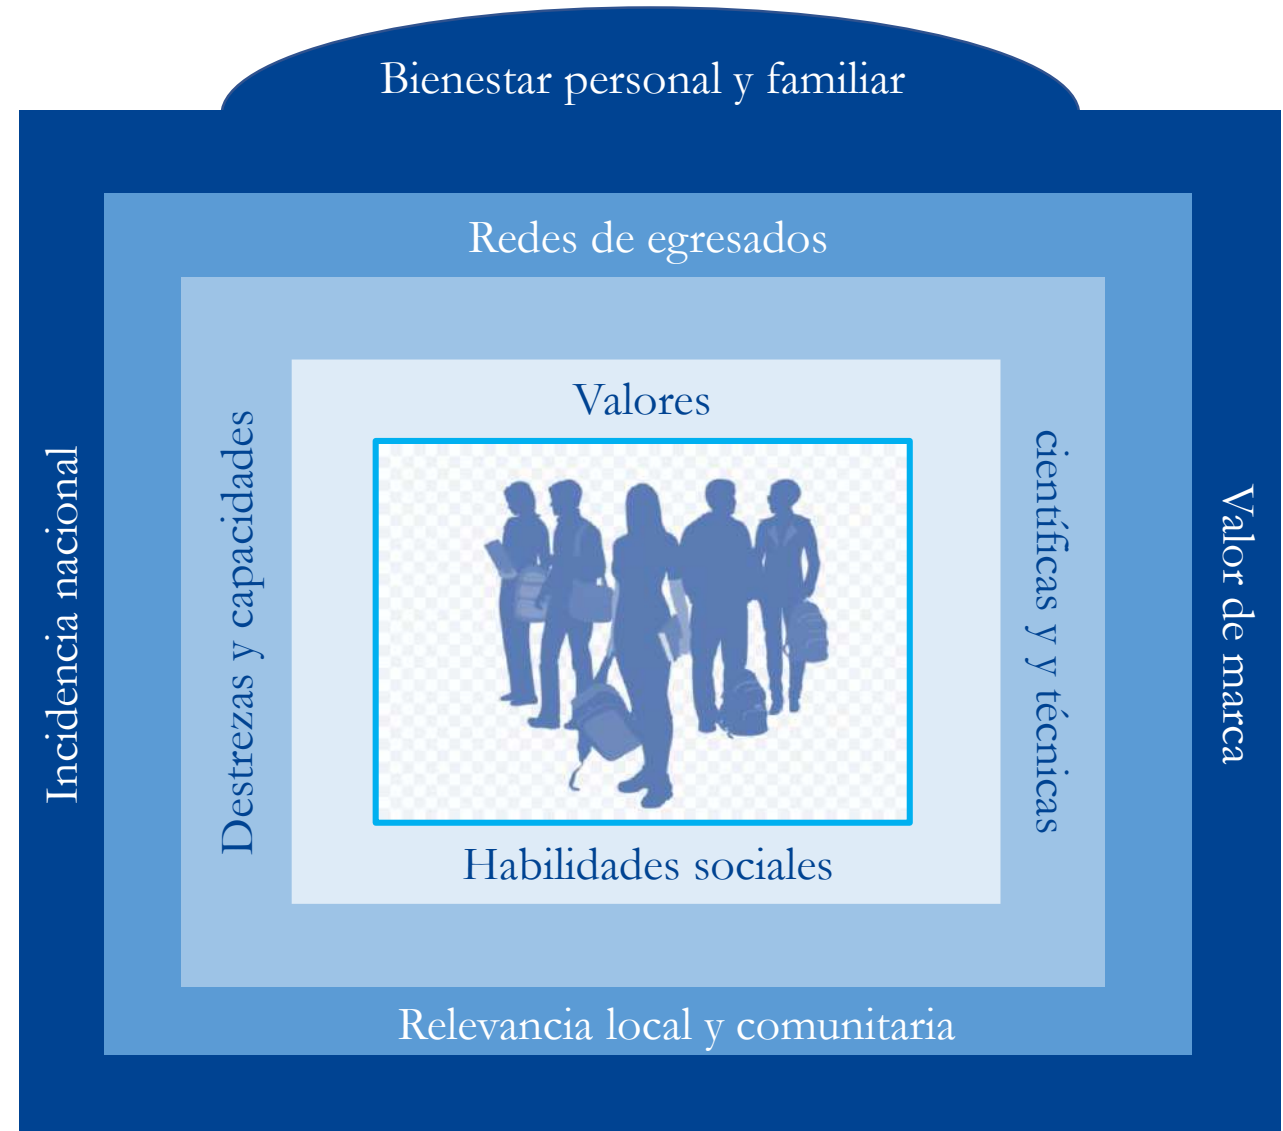 Bienestar personal y familiar
Redes de egresados
Valores
Incidencia nacional
Destrezas y capacidades
científicas y y técnicas
Valor de marca
Habilidades sociales
Relevancia local y comunitaria